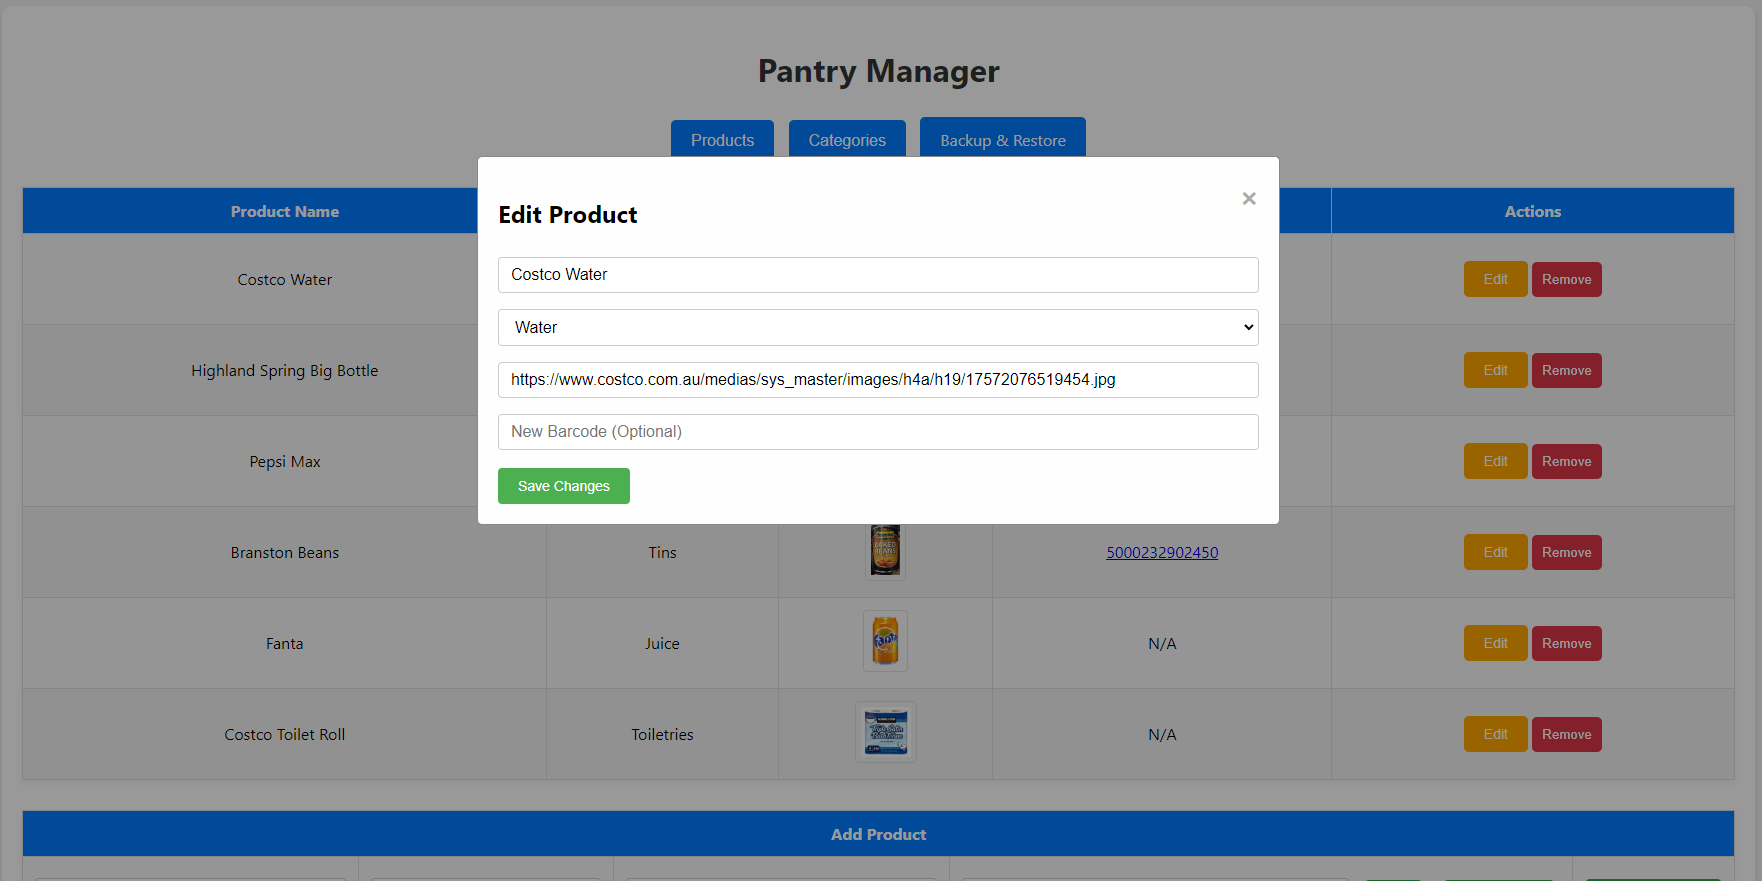 Pantry Manager
Products Categories Backup & Restore
Product Name Actions
Edit Product ×
Costco Water
Water
https://www.costco.com.au/medias/sys_master/images/h4a/h19/17572076519454.jpg
New Barcode (Optional)
Save Changes
Costco Water Edit Remove
Highland Spring Big Bottle Edit Remove
Pepsi Max Edit Remove
Branston Beans Tins BAKED BEANS 5000232902450 Edit Remove
Fanta Juice Fanta N/A Edit Remove
Costco Toilet Roll Toiletries N/A Edit Remove
Add Product